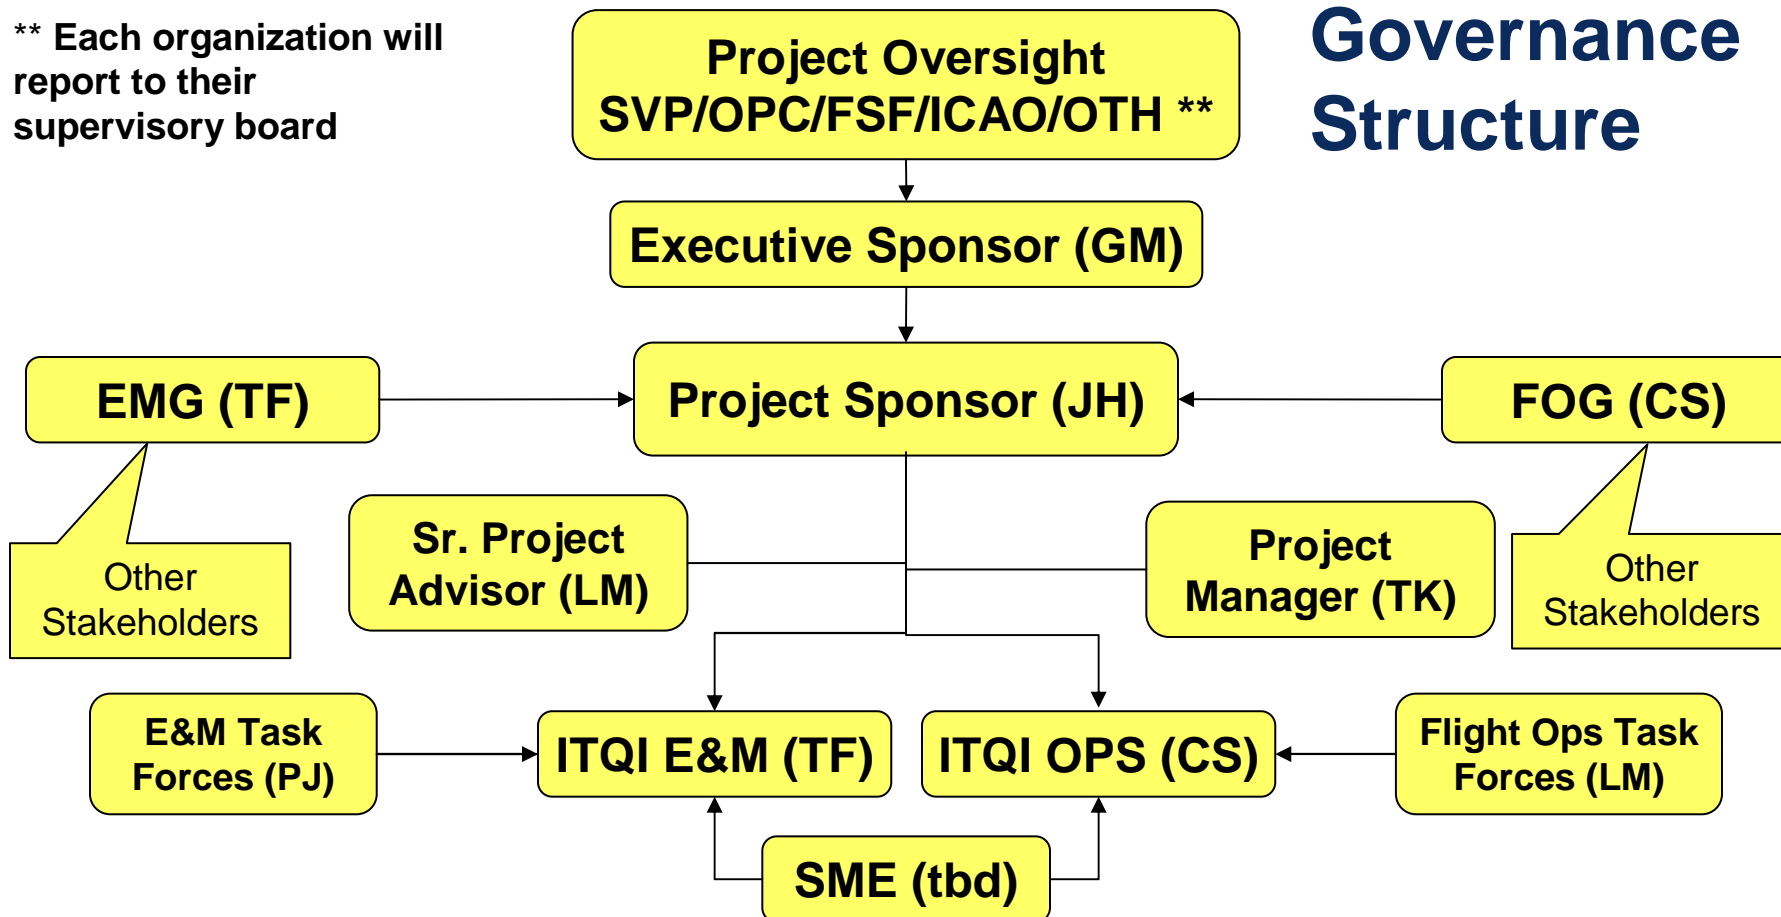 ** Each organization will
report to their
supervisory board
Project Oversight
SVP/OPC/FSF/ICAO/OTH **
Governance
Structure
Executive Sponsor (GM)
EMG (TF)
Project Sponsor (JH)
FOG (CS)
Other
Stakeholders
Sr. Project
Advisor (LM)
Project
Manager (TK)
Other
Stakeholders
E&M Task
Forces (PJ)
ITQI E&M (TF)
ITQI OPS (CS)
Flight Ops Task
Forces (LM)
SME (tbd)